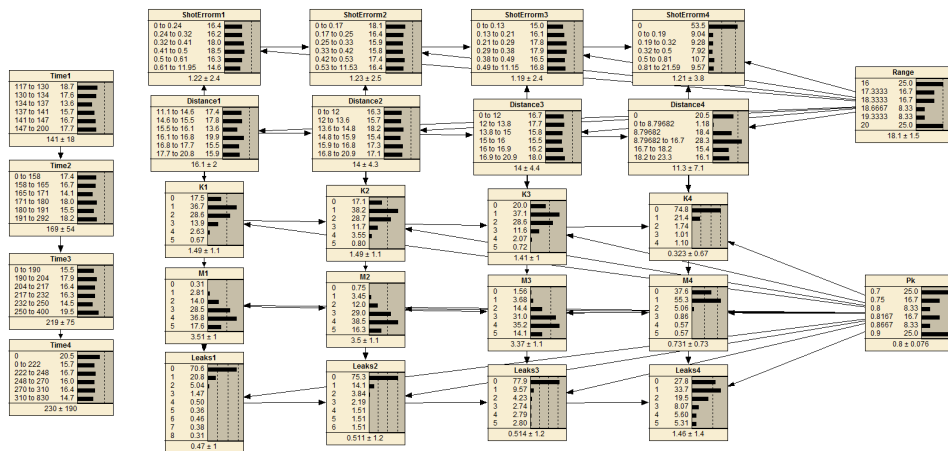 ShotErrorm1
0 to 0.24 16.4
0.24 to 0.32 16.2
0.32 to 0.41 18.0
0.41 to 0.5 18.5
0.5 to 0.61 16.3
0.61 to 11.95 14.6
1.22 ± 2.4
ShotErrorm2
0 to 0.17 18.1
0.17 to 0.25 16.4
0.25 to 0.33 15.9
0.33 to 0.42 15.8
0.42 to 0.53 17.4
0.53 to 11.53 16.4
1.23 ± 2.5
ShotErrorm3
0 to 0.13 15.0
0.13 to 0.21 16.1
0.21 to 0.29 17.8
0.29 to 0.38 17.9
0.38 to 0.49 16.5
0.49 to 11.15 16.8
1.19 ± 2.4
ShotErrorm4
0 53.5
0 to 0.19 9.04
0.19 to 0.32 9.28
0.32 to 0.5 7.92
0.5 to 0.81 10.7
0.81 to 21.59 9.57
1.21 ± 3.8
Time1
117 to 130 18.7
130 to 134 17.6
134 to 137 13.6
137 to 141 15.7
141 to 147 16.7
147 to 200 17.7
141 ± 18
Range
16 25.0
17.3333 16.7
18.3333 16.7
18.6667 8.33
19.3333 8.33
20 25.0
18.1 ± 1.5
Distance1
11.1 to 14.6 17.4
14.6 to 15.5 17.8
15.5 to 16.1 13.6
16.1 to 16.8 19.9
16.8 to 17.7 15.5
17.7 to 20.8 15.9
16.1 ± 2
Distance2
0 to 12 16.3
12 to 13.6 15.7
13.6 to 14.8 18.2
14.8 to 15.9 15.4
15.9 to 16.8 17.3
16.8 to 20.9 17.1
14 ± 4.3
Distance3
0 to 12 16.7
12 to 13.8 17.7
13.8 to 15 15.8
15 to 16 15.5
16 to 16.9 16.2
16.9 to 20.9 18.0
14 ± 4.4
Distance4
0 20.5
0 to 8.79682 1.18
8.79682 18.4
8.79682 to 16.7 28.3
16.7 to 18.2 15.4
18.2 to 23.3 16.1
11.3 ± 7.1
Time2
0 to 158 17.4
158 to 165 16.7
165 to 171 14.1
171 to 180 18.0
180 to 191 15.5
191 to 292 18.2
169 ± 54
K1
0 17.5
1 36.7
2 28.6
3 13.9
4 2.63
5 0.67
1.49 ± 1.1
K2
0 17.1
1 38.2
2 28.7
3 11.7
4 3.55
5 0.80
1.49 ± 1.1
K3
0 20.0
1 37.1
2 28.6
3 11.6
4 2.07
5 0.72
1.41 ± 1
K4
0 74.8
1 21.4
2 1.74
3 1.01
4 1.10
0.323 ± 0.67
Time3
0 to 190 15.5
190 to 204 17.9
204 to 217 16.4
217 to 232 16.3
232 to 250 14.5
250 to 400 19.5
219 ± 75
M1
0 0.31
1 2.81
2 14.0
3 28.5
4 36.8
5 17.6
3.51 ± 1
M2
0 0.75
1 3.45
2 12.0
3 29.0
4 38.5
5 16.3
3.5 ± 1.1
M3
0 1.56
1 3.68
2 14.4
3 31.0
4 35.2
5 14.1
3.37 ± 1.1
M4
0 37.6
1 55.3
2 5.06
3 0.86
4 0.57
5 0.57
0.731 ± 0.73
Pk
0.7 25.0
0.75 16.7
0.8 8.33
0.8167 16.7
0.8667 8.33
0.9 25.0
0.8 ± 0.076
Time4
0 20.5
0 to 222 15.7
222 to 248 16.7
248 to 270 16.0
270 to 310 16.4
310 to 830 14.7
230 ± 190
Leaks1
0 70.6
1 20.8
2 5.04
3 1.47
4 0.50
5 0.36
6 0.46
7 0.38
8 0.31
0.47 ± 1
Leaks2
0 75.3
1 14.1
2 3.84
3 2.19
4 1.51
5 1.51
6 1.51
0.511 ± 1.2
Leaks3
0 77.9
1 9.57
2 4.23
3 2.74
4 2.79
5 2.80
0.514 ± 1.2
Leaks4
0 27.8
1 33.7
2 19.5
3 8.07
4 5.60
5 5.31
1.46 ± 1.4